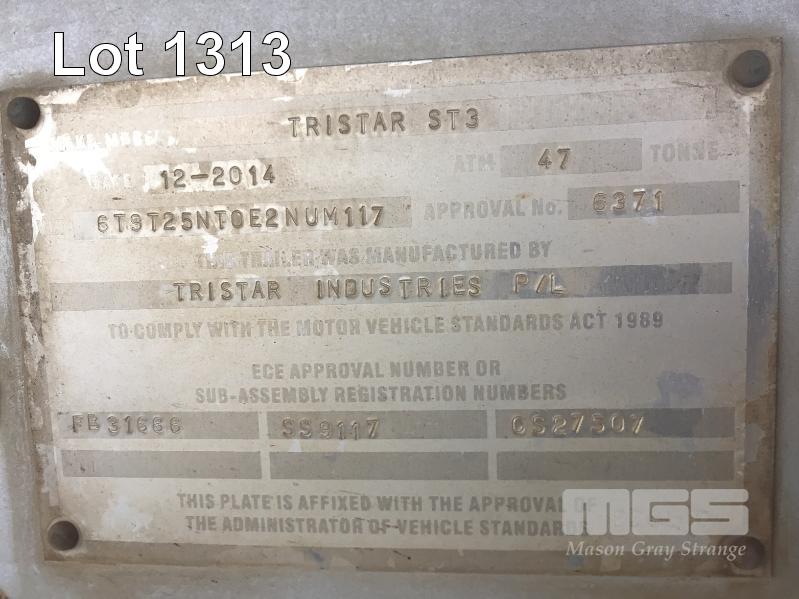 Lot 1313
TRISTAR ST3
12-2014 ATM 47 TONNE
6T9T25NT0E2NUM117 APPROVAL No. 6371
THIS TRAILER WAS MANUFACTURED BY
TRISTAR INDUSTRIES P/L
TO COMPLY WITH THE MOTOR VEHICLE STANDARDS ACT 1989
ECE APPROVAL NUMBER OR
SUB-ASSEMBLY REGISTRATION NUMBERS
FB31666 SS9117 CS27507
THIS PLATE IS AFFIXED WITH THE APPROVAL OF
THE ADMINISTRATOR OF VEHICLE STANDARDS
MGS
Mason Gray Strange